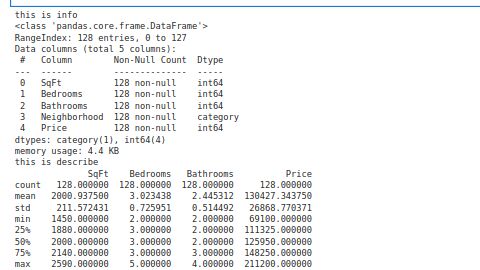 this is info
<class 'pandas.core.frame.DataFrame'>
RangeIndex: 128 entries, 0 to 127
Data columns (total 5 columns):
 #   Column        Non-Null Count  Dtype
---  ------        --------------  -----
 0   SqFt          128 non-null    int64
 1   Bedrooms      128 non-null    int64
 2   Bathrooms     128 non-null    int64
 3   Neighborhood  128 non-null    category
 4   Price         128 non-null    int64
dtypes: category(1), int64(4)
memory usage: 4.4 KB
this is describe
              SqFt    Bedrooms   Bathrooms          Price
count   128.000000  128.000000  128.000000     128.000000
mean   2000.937500    3.023438    2.445312  130427.343750
std     211.572431    0.725951    0.514492   26868.770371
min    1450.000000    2.000000    2.000000   69100.000000
25%    1880.000000    3.000000    2.000000  111325.000000
50%    2000.000000    3.000000    2.000000  125950.000000
75%    2140.000000    3.000000    3.000000  148250.000000
max    2590.000000    5.000000    4.000000  211200.000000